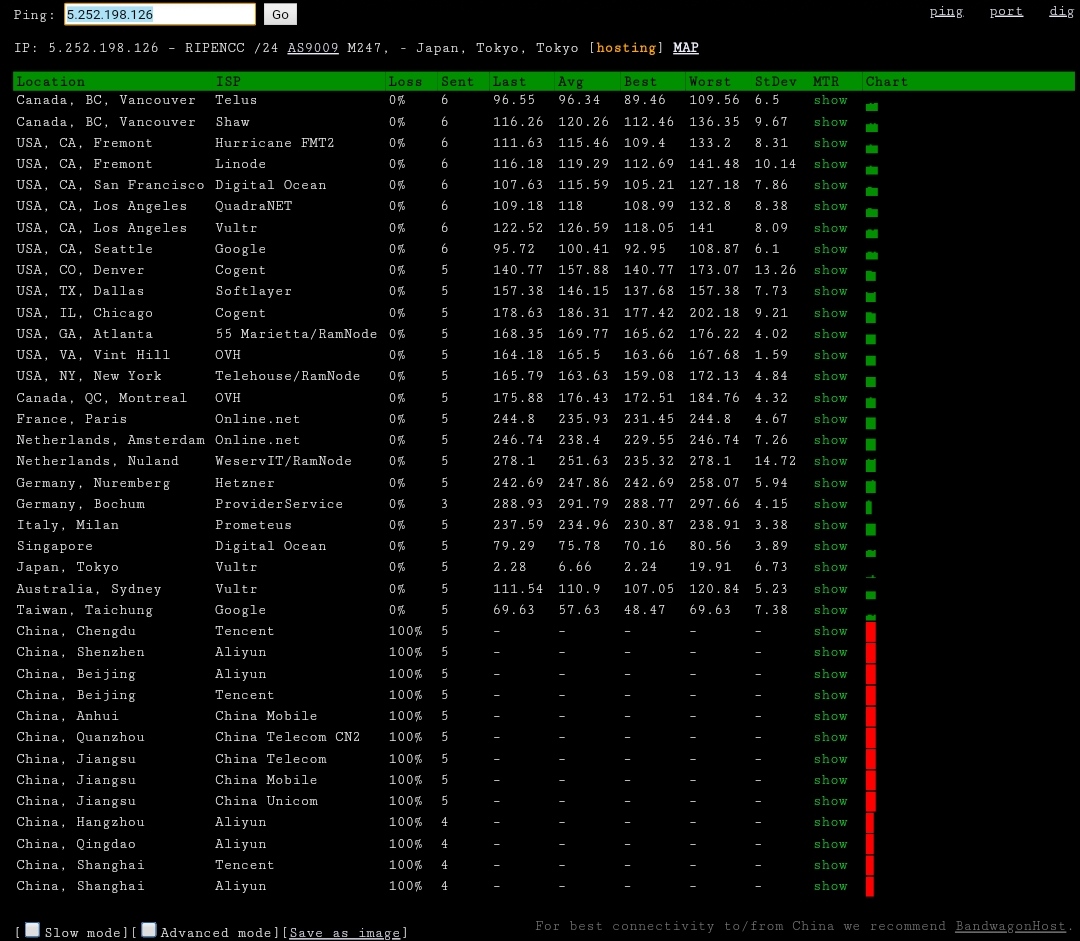 Ping: 5.252.198.126 Go ping port dig
IP: 5.252.198.126 - RIPENCC /24 AS9009 M247, - Japan, Tokyo, Tokyo [hosting] MAP
Location ISP Loss Sent Last Avg Best Worst StDev MTR Chart
Canada, BC, Vancouver Telus 0% 6 96.55 96.34 89.46 109.56 6.5 show
Canada, BC, Vancouver Shaw 0% 6 116.26 120.26 112.46 136.35 9.67 show
USA, CA, Fremont Hurricane FMT2 0% 6 111.63 115.46 109.4 133.2 8.31 show
USA, CA, Fremont Linode 0% 6 116.18 119.29 112.69 141.48 10.14 show
USA, CA, San Francisco Digital Ocean 0% 6 107.63 115.59 105.21 127.18 7.86 show
USA, CA, Los Angeles QuadraNET 0% 6 109.18 118 108.99 132.8 8.38 show
USA, CA, Los Angeles Vultr 0% 6 122.52 126.59 118.05 141 8.09 show
USA, CA, Seattle Google 0% 6 95.72 100.41 92.95 108.87 6.1 show
USA, CO, Denver Cogent 0% 5 140.77 157.88 140.77 173.07 13.26 show
USA, TX, Dallas Softlayer 0% 5 157.38 146.15 137.68 157.38 7.73 show
USA, IL, Chicago Cogent 0% 5 178.63 186.31 177.42 202.18 9.21 show
USA, GA, Atlanta 55 Marietta/RamNode 0% 5 168.35 169.77 165.62 176.22 4.02 show
USA, VA, Vint Hill OVH 0% 5 164.18 165.5 163.66 167.68 1.59 show
USA, NY, New York Telehouse/RamNode 0% 5 165.79 163.63 159.08 172.13 4.84 show
Canada, QC, Montreal OVH 0% 5 175.88 176.43 172.51 184.76 4.32 show
France, Paris Online.net 0% 5 244.8 235.93 231.45 244.8 4.67 show
Netherlands, Amsterdam Online.net 0% 5 246.74 238.4 229.55 246.74 7.26 show
Netherlands, Nuland WeservIT/RamNode 0% 5 278.1 251.63 235.32 278.1 14.72 show
Germany, Nuremberg Hetzner 0% 5 242.69 247.86 242.69 258.07 5.94 show
Germany, Bochum ProviderService 0% 3 288.93 291.79 288.77 297.66 4.15 show
Italy, Milan Prometeus 0% 5 237.59 234.96 230.87 238.91 3.38 show
Singapore Digital Ocean 0% 5 79.29 75.78 70.16 80.56 3.89 show
Japan, Tokyo Vultr 0% 5 2.28 6.66 2.24 19.91 6.73 show
Australia, Sydney Vultr 0% 5 111.54 110.9 107.05 120.84 5.23 show
Taiwan, Taichung Google 0% 5 69.63 57.63 48.47 69.63 7.38 show
China, Chengdu Tencent 100% 5 - - - - - show
China, Shenzhen Aliyun 100% 5 - - - - - show
China, Beijing Aliyun 100% 5 - - - - - show
China, Beijing Tencent 100% 5 - - - - - show
China, Anhui China Mobile 100% 5 - - - - - show
China, Quanzhou China Telecom CN2 100% 5 - - - - - show
China, Jiangsu China Telecom 100% 5 - - - - - show
China, Jiangsu China Mobile 100% 5 - - - - - show
China, Jiangsu China Unicom 100% 5 - - - - - show
China, Hangzhou Aliyun 100% 4 - - - - - show
China, Qingdao Aliyun 100% 4 - - - - - show
China, Shanghai Tencent 100% 4 - - - - - show
China, Shanghai Aliyun 100% 4 - - - - - show
For best connectivity to/from China we recommend BandwagonHost.
[ Slow mode][ Advanced mode][Save as image]